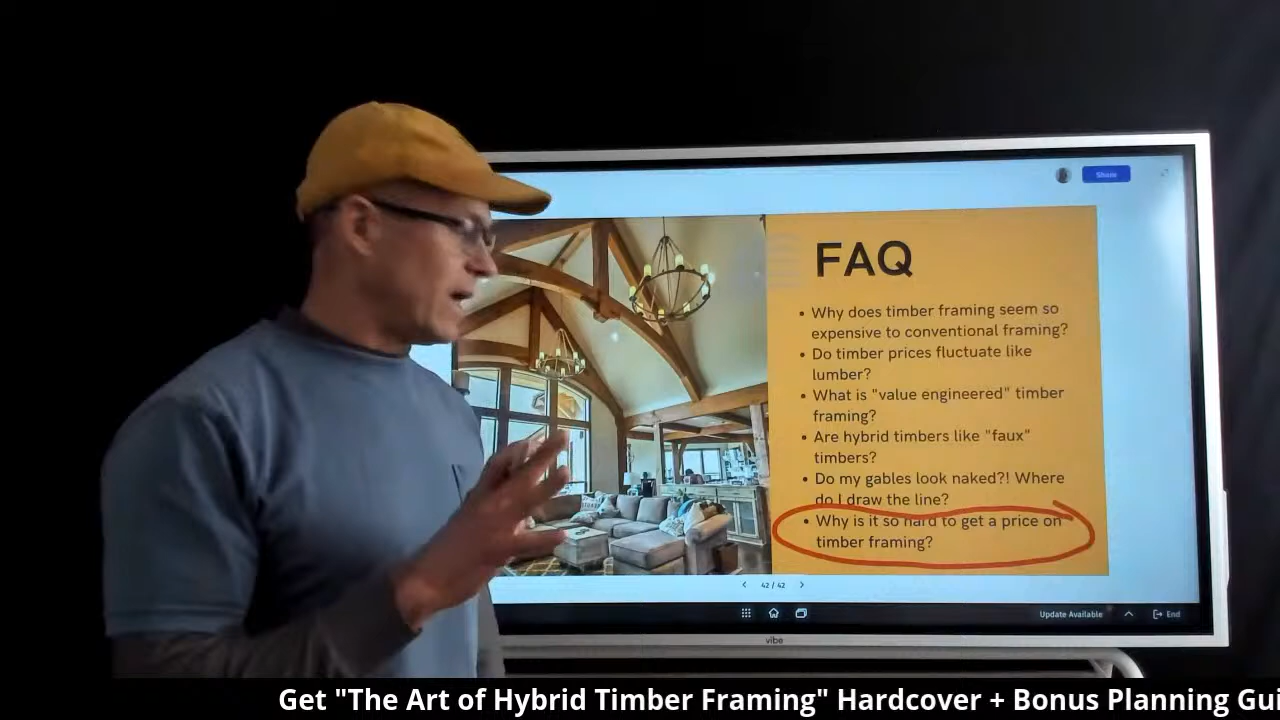 Share
FAQ
• Why does timber framing seem so
expensive to conventional framing?
• Do timber prices fluctuate like
lumber?
• What is "value engineered" timber
framing?
• Are hybrid timbers like "faux"
timbers?
• Do my gables look naked?! Where
do I draw the line?
• Why is it so hard to get a price on
timber framing?
42 / 42
Update Available
End
vibe
Get "The Art of Hybrid Timber Framing" Hardcover + Bonus Planning Gui